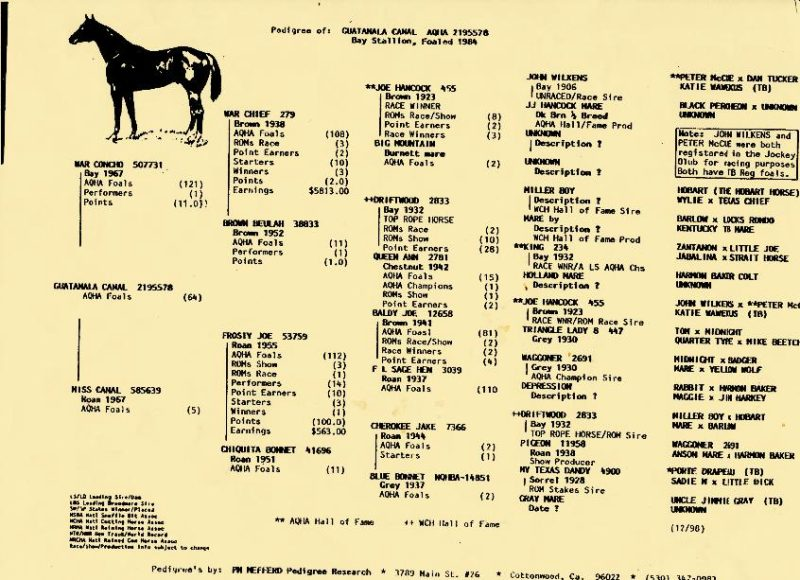 Pedigree of: GUATANALA CANAL AQHA 2195578
Bay Stallion, Foaled 1984
WAR CONCHO 507731
Bay 1967
AQHA Foals (121)
Performers (1)
Points (11.0)
GUATANALA CANAL 2195578
AQHA Foals (64)
MISS CANAL 585639
Roan 1967
AQHA Foals (5)
WAR CHIEF 279
Brown 1938
AQHA Foals (108)
ROMs Race (3)
Point Earners (2)
Starters (10)
Winners (3)
Points (2.0)
Earnings $5813.00
BROWN BEULAH 38833
Brown 1952
AQHA Foals (11)
Performers (1)
Points (1.0)
FROSTY JOE 53759
Roan 1955
AQHA Foals (112)
ROMs Show (3)
ROMs Race (1)
Performers (14)
Point Earners (10)
Starters (3)
Winners (1)
Points (100.0)
Earnings $563.00
CHIQUITA BONNET 41696
Roan 1951
AQHA Foals (11)
**JOE HANCOCK 455
Brown 1923
RACE WINNER
ROMs Race/Show (8)
Point Earners (2)
Race Winners (3)
BIG MOUNTAIN
Burnett mare
AQHA Foals (2)
++DRIFTWOOD 2833
Bay 1932
TOP ROPE HORSE
ROMs Race (2)
ROMs Show (10)
Point Earners (28)
QUEEN ANN 2781
Chestnut 1942
AQHA Foals (15)
AQHA Champions (1)
ROMs Show (1)
Point Earners (2)
BALDY JOE 12658
Brown 1941
AQHA Foasl (81)
ROMs Race/Show (2)
Race Winners (2)
Point Earners (4)
F L SAGE HEN 3039
Roan 1937
AQHA Foals (110
CHEROKEE JAKE 7366
Roan 1944
AQHA Foals (7)
Starters (1)
BLUE BONNET NQHBA-14851
Grey 1937
AQHA Foals (2)
JOHN WILKENS
Bay 1906
UNRACED/Race Sire
JJ HANCOCK MARE
Dk Brn ½ Breed
AQHA Hall/Fame Prod
UNKNOWN
Description ?
UNKNOWN
Description ?
MILLER BOY
Description ?
WCH Hall of Fame Sire
MARE by
Description ?
WCH Hall of Fame Prod
**KING 234
Bay 1932
RACE WNR/A LS AQHA Chs
HOLLAND MARE
Description ?
**JOE HANCOCK 455
Brown 1923
RACE WNR/ROM Race Sire
TRIANGLE LADY 8 447
Grey 1930
WAGGONER 2691
Grey 1930
AQHA Champion Sire
DEPRESSION
Description ?
++DRIFTWOOD 2833
Bay 1932
TOP ROPE HORSE/ROM Sire
PIGEON 11958
Roan 1938
Show Producer
MY TEXAS DANDY 4900
Sorrel 1928
ROM Stakes Sire
GRAY MARE
Date ?
**PETER McCUE x DAN TUCKER
KATIE WAWEKUS (TB)
BLACK PERCHEON x UNKNOWN
UNKNOWN
Note: JOHN WILKENS and
PETER McCUE were both
registered in the Jockey
Club for racing purposes
Both have TB Reg foals.
HOBART (THE HOBART HORSE)
WYLIE x TEXAS CHIEF
BARLOW x LOCKS RONDO
KENTUCKY TB MARE
ZANTANON x LITTLE JOE
JABALINA x STRAIT HORSE
HARMON BAKER COLT
UNKNOWN
JOHN WILKENS x **PETER Mc
KATIE WAWEKUS (TB)
TOM x MIDNIGHT
QUARTER TYPE x MIKE BEETCH
MIDNIGHT x BADGER
MARE x YELLOW WOLF
RABBIT x HARMON BAKER
MAGGIE x JIM HARKEY
MILLER BOY x HOBART
MARE x BARLOW
WAGGONER 2691
ANSON MARE x HARMON BAKER
*PORTE DRAPEAU (TB)
SADIE M x LITTLE DICK
UNCLE JIMMIE GRAY (TB)
UNKNOWN
(12/98)
LS/LD Leading Sire/Dam
LBS Leading Broodmare Sire
SW/SP Stakes Winner/Placed
NSBA Natl Snaffle Bit Assoc
NCHA Natl Cutting Horse Assoc
NRHA Natl Reining Horse Assoc
NTR/NWR New Track/World Record
NRCHA Natl Reined Cow Horse Assoc
Race/Show/Production info subject to change
** AQHA Hall of Fame ++ WCH Hall of Fame
Pedigree's by: PM MEFFERD Pedigree Research * 3789 Main St. #26 * Cottonwood, Ca. 96022 * (530) 347-0982